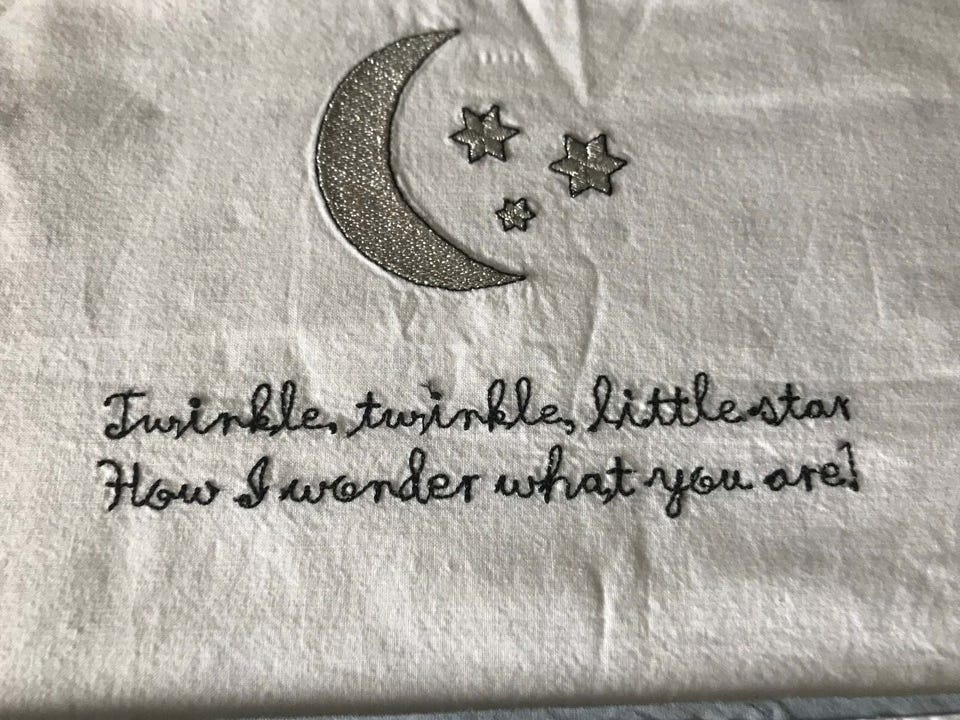 Twinkle, twinkle, little star
How I wonder what you are!